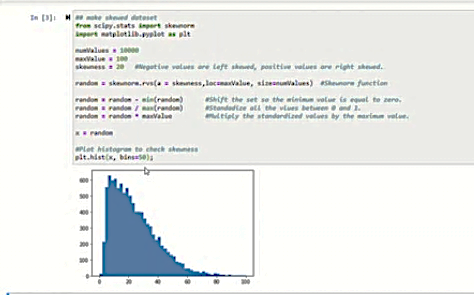 In [3]:
## make skewed dataset
from scipy.stats import skewnorm
import matplotlib.pyplot as plt
numValues = 10000
maxValue = 100
skewness = 20   #Negative values are left skewed, positive values are right skewed.
random = skewnorm.rvs(a = skewness,loc=maxValue, size=numValues)  #Skewnorm function
random = random - min(random)      #Shift the set so the minimum value is equal to zero.
random = random / max(random)      #Standadize all the vlues between 0 and 1.
random = random * maxValue         #Multiply the standardized values by the maximum value.
x = random
#Plot histogram to check skewness
plt.hist(x, bins=50);
600
500
400
300
200
100
0
0 20 40 60 80 100